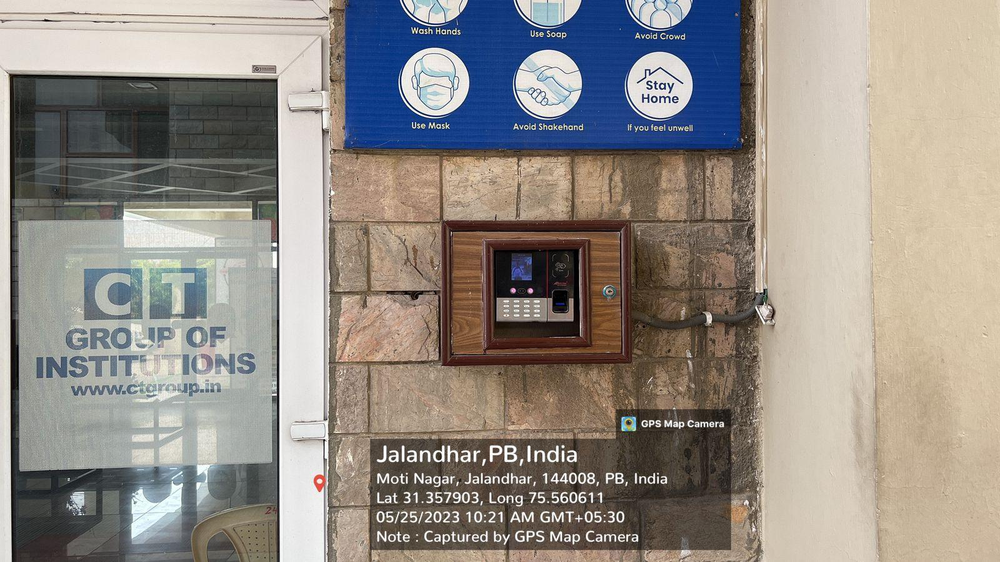 Wash Hands
Use Soap
Avoid Crowd
Stay
Home
Use Mask
Avoid Shakehand
If you feel unwell
CT
GROUP OF
INSTITUTIONS
www.ctgroup.in
24
GPS Map Camera
Jalandhar,PB,India
Moti Nagar, Jalandhar, 144008, PB, India
Lat 31.357903, Long 75.560611
05/25/2023 10:21 AM GMT+05:30
Note : Captured by GPS Map Camera